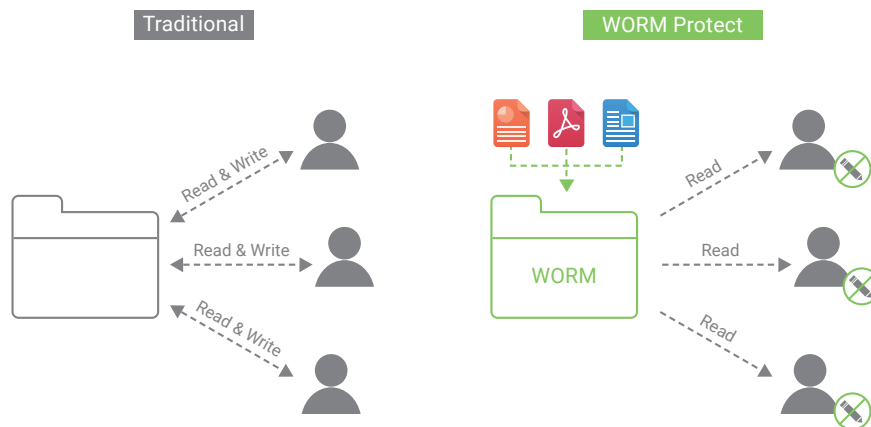 Traditional
Read & Write
Read & Write
Read & Write
WORM Protect
WORM
Read
Read
Read